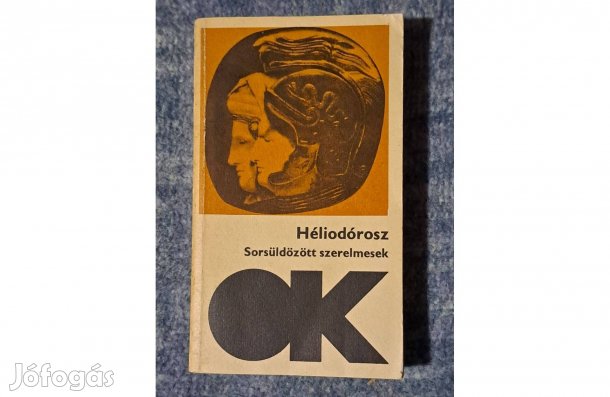 Héliodórosz
Sorsüldözött szerelmesek
OK
Jófogás